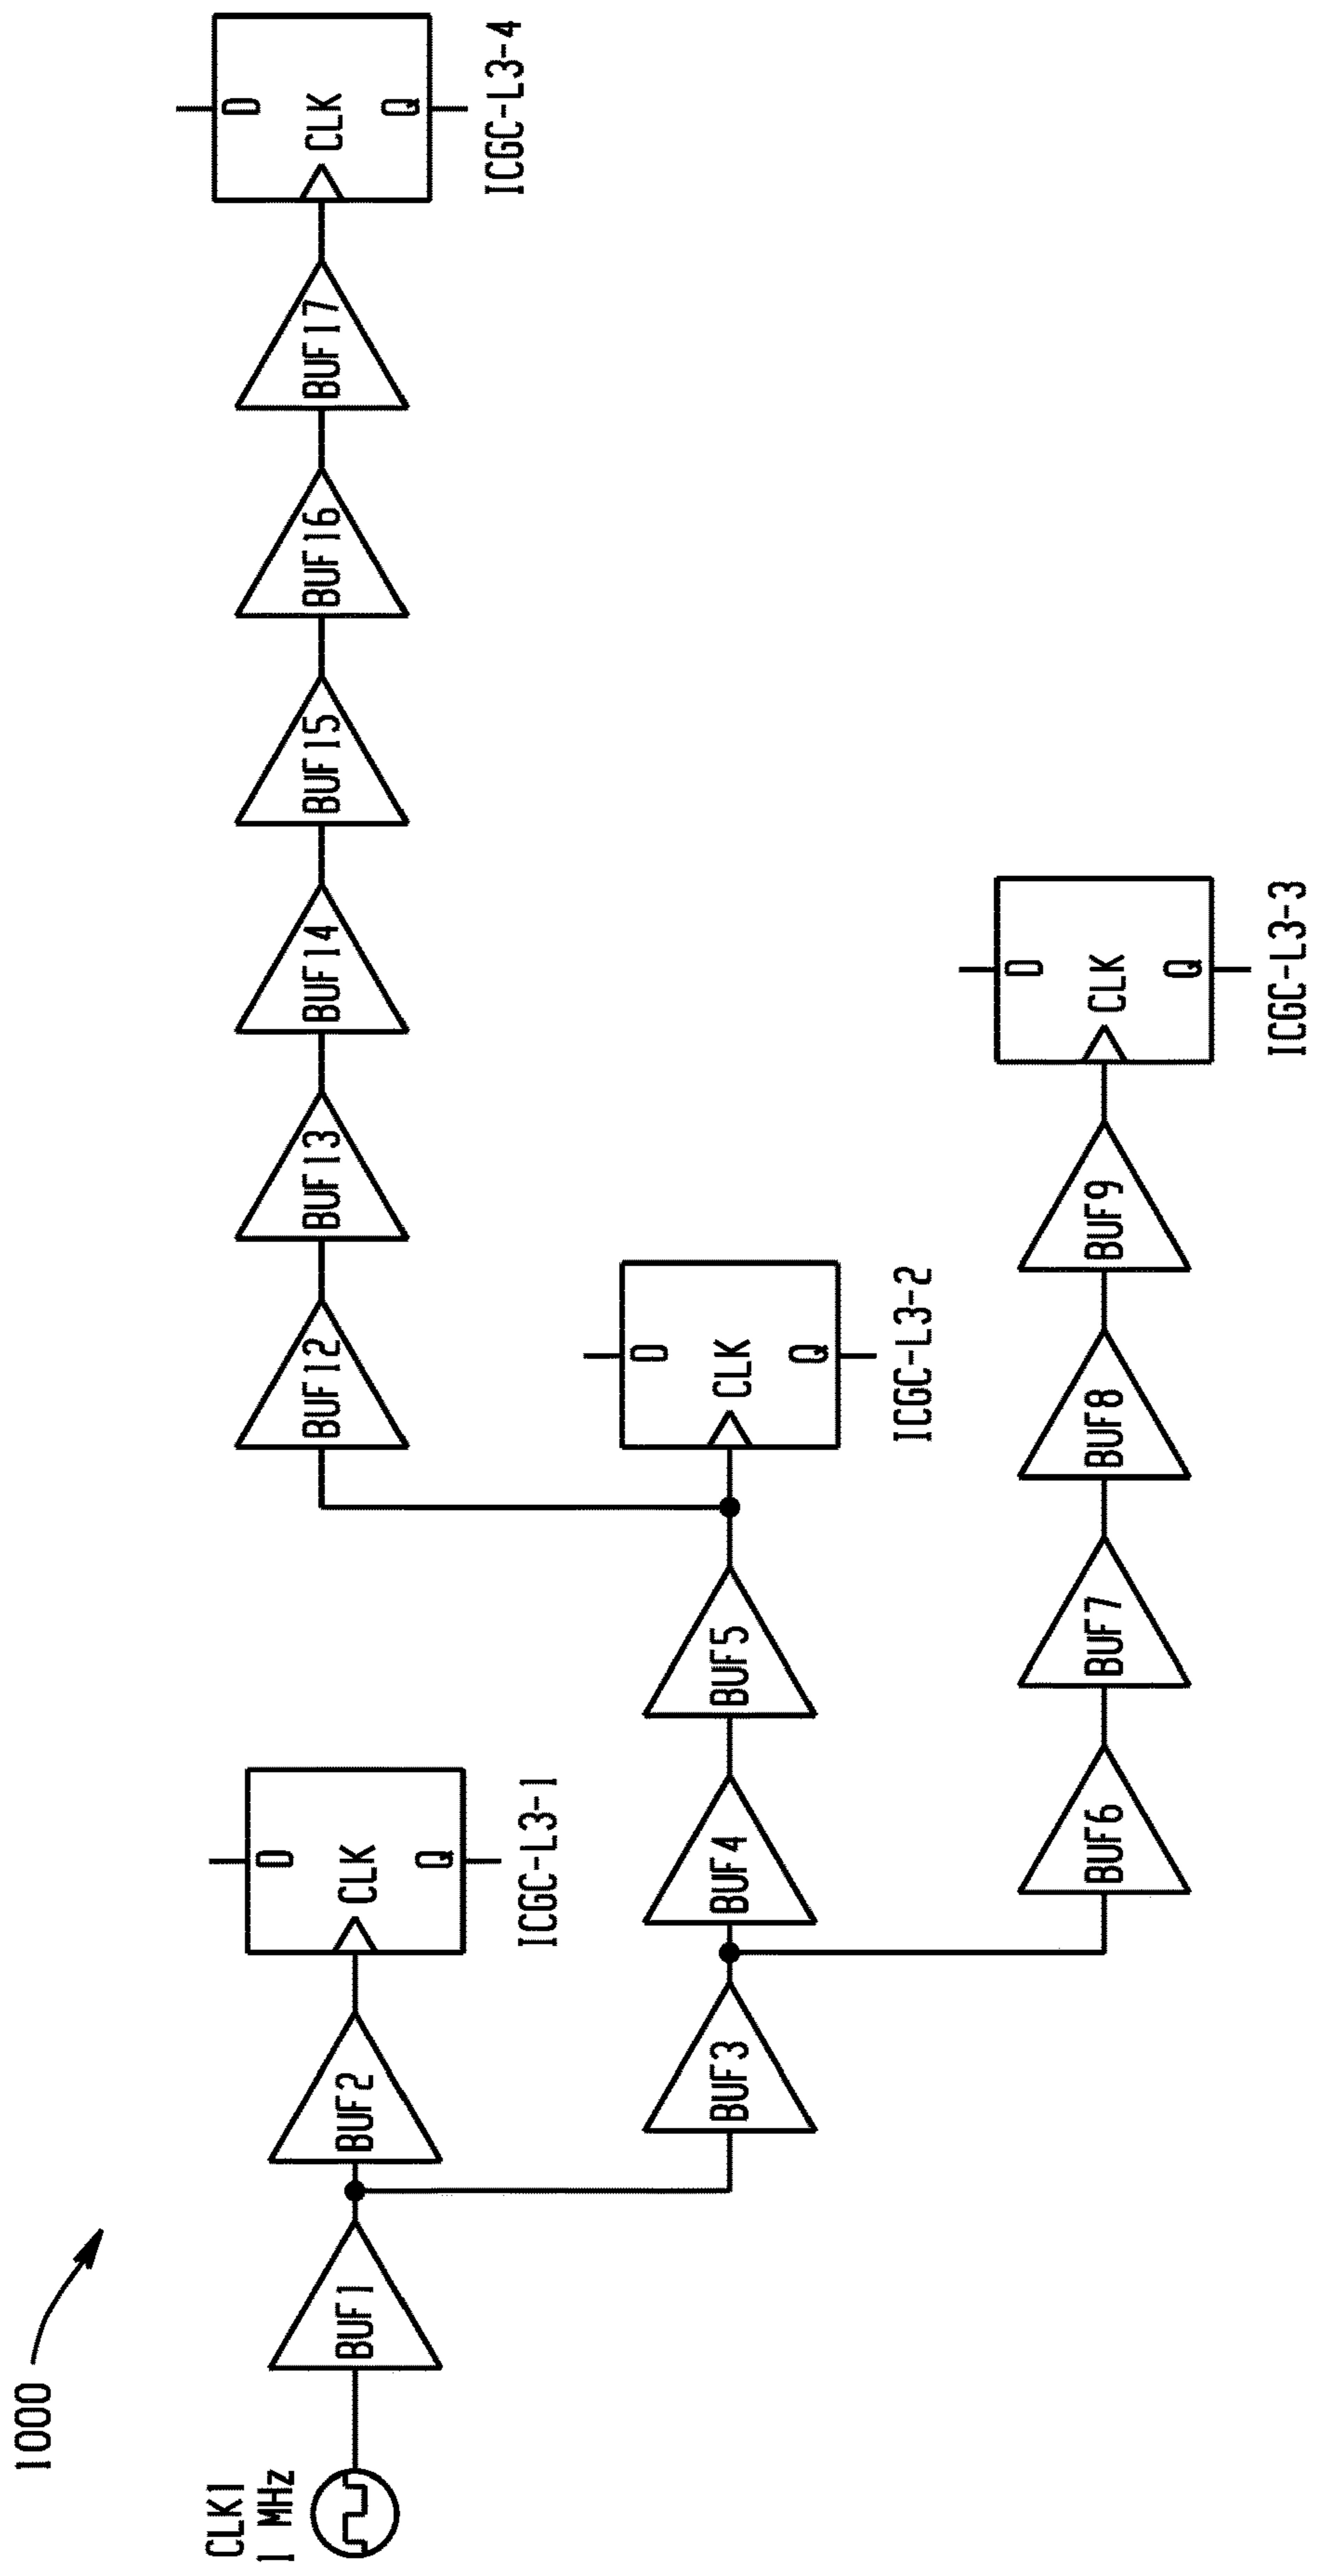 1000
CLK1
1 MHz
BUF1
BUF2
D
CLK
Q
ICGC-L3-1
BUF3
BUF4
BUF5
D
CLK
Q
ICGC-L3-2
BUF12
BUF13
BUF14
BUF15
BUF16
BUF17
D
CLK
Q
ICGC-L3-4
BUF6
BUF7
BUF8
BUF9
D
CLK
Q
ICGC-L3-3